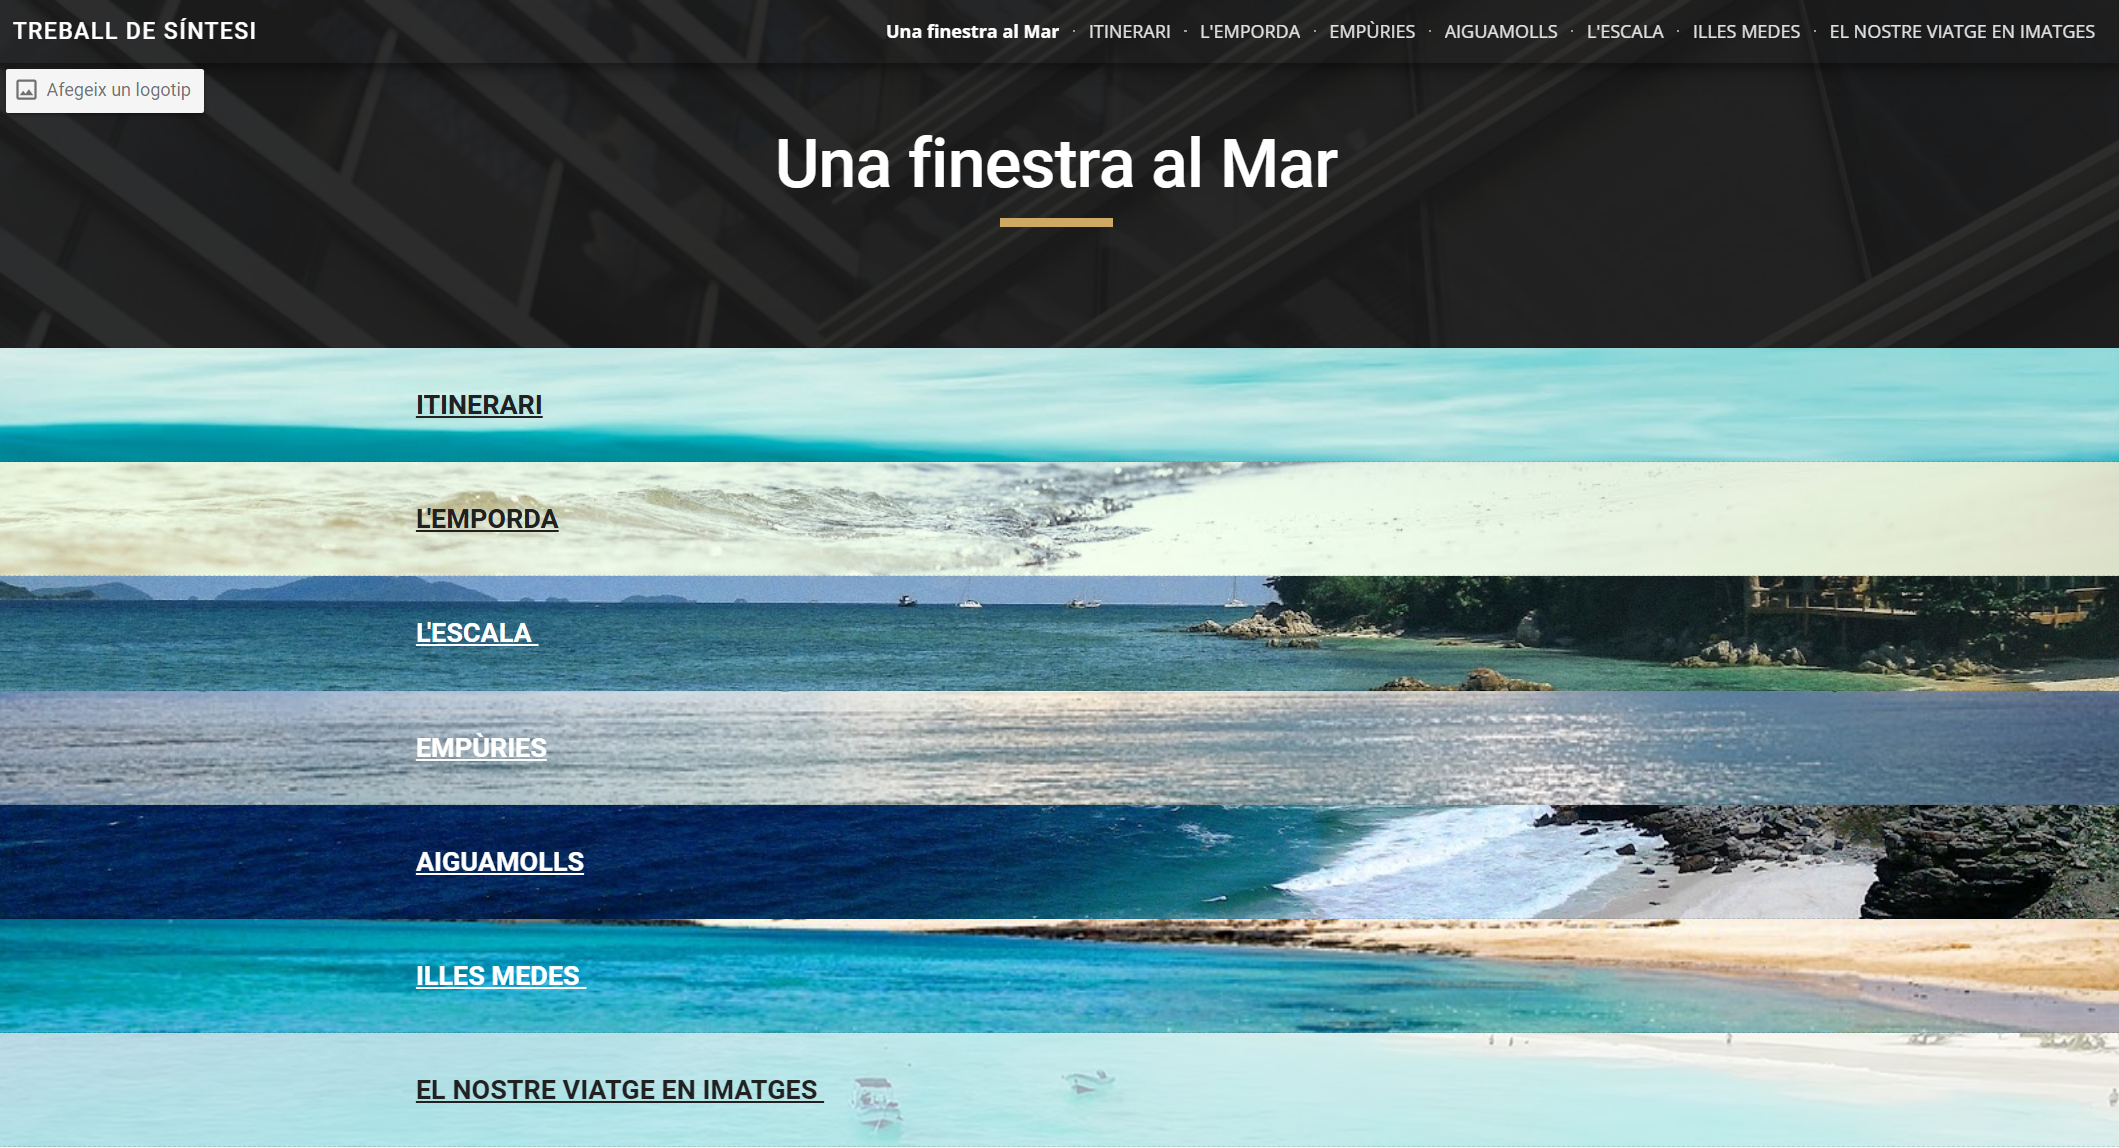 TREBALL DE SÍNTESI
Una finestra al Mar · ITINERARI · L'EMPORDA · EMPÙRIES · AIGUAMOLLS · L'ESCALA · ILLES MEDES · EL NOSTRE VIATGE EN IMATGES
Afegeix un logotip
Una finestra al Mar
ITINERARI
L'EMPORDA
L'ESCALA
EMPÙRIES
AIGUAMOLLS
ILLES MEDES
EL NOSTRE VIATGE EN IMATGES